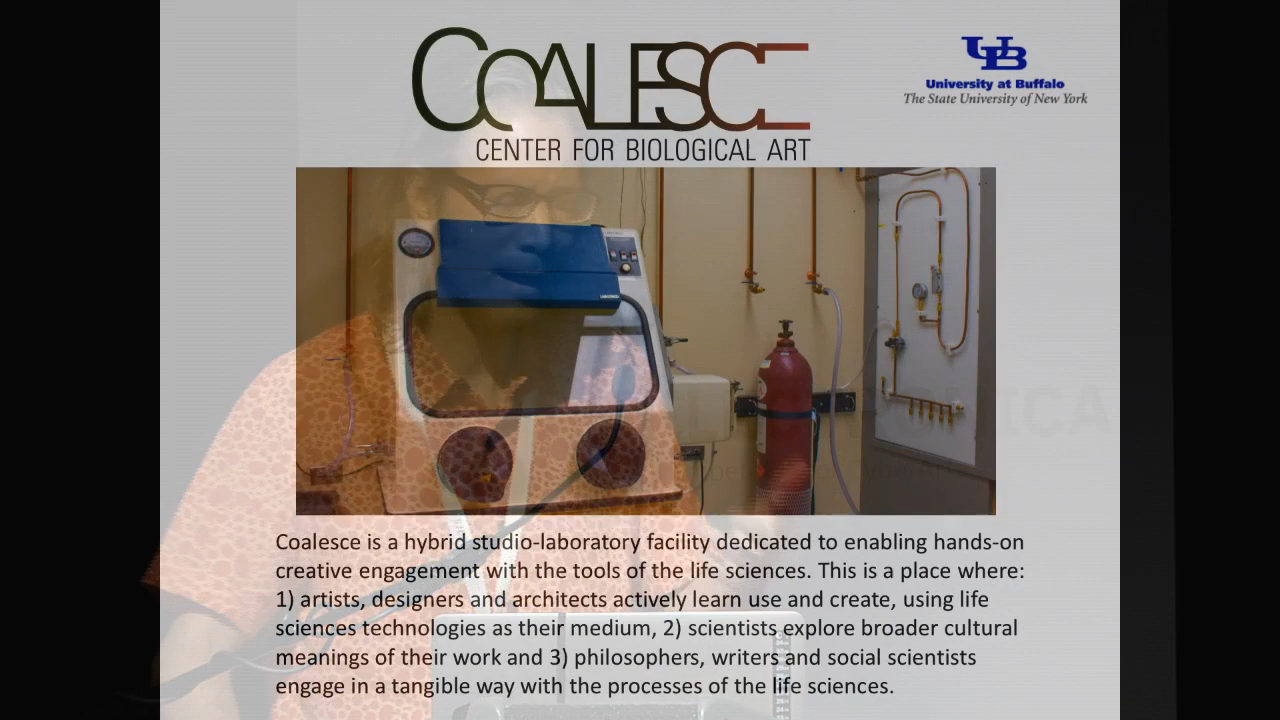 COALESCE
CENTER FOR BIOLOGICAL ART
UB
University at Buffalo
The State University of New York
Coalesce is a hybrid studio-laboratory facility dedicated to enabling hands-on
creative engagement with the tools of the life sciences. This is a place where:
1) artists, designers and architects actively learn use and create, using life
sciences technologies as their medium, 2) scientists explore broader cultural
meanings of their work and 3) philosophers, writers and social scientists
engage in a tangible way with the processes of the life sciences.